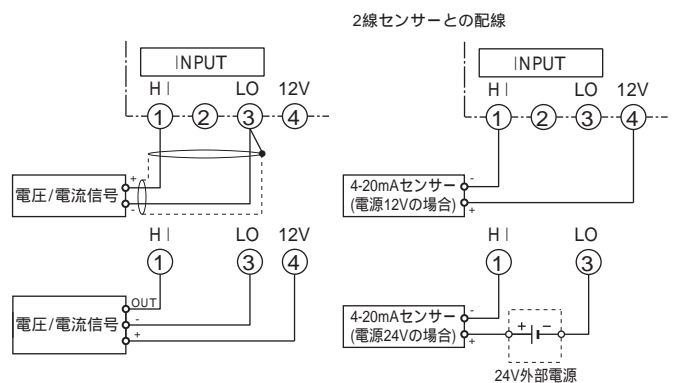 2線センサーとの配線
INPUT
HI LO 12V
1 2 3 4
電圧/電流信号
+
-
INPUT
HI LO 12V
1 2 3 4
4-20mAセンサー
(電源12Vの場合)
-
+
HI LO 12V
1 3 4
電圧/電流信号
OUT
-
+
HI LO
1 3
4-20mAセンサー
(電源24Vの場合)
-
+
+ −
24V外部電源